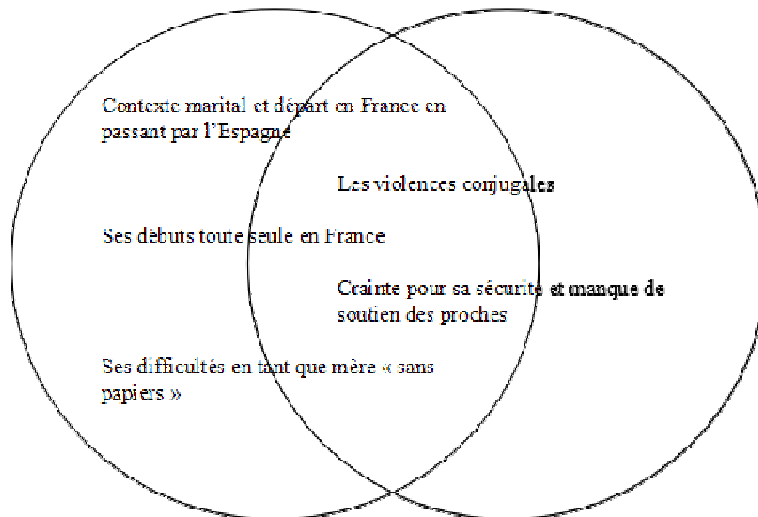 Contexte marital et départ en France en
passant par l'Espagne
Les violences conjugales
Ses débuts toute seule en France
Crainte pour sa sécurité et manque de
soutien des proches
Ses difficultés en tant que mère « sans
papiers »